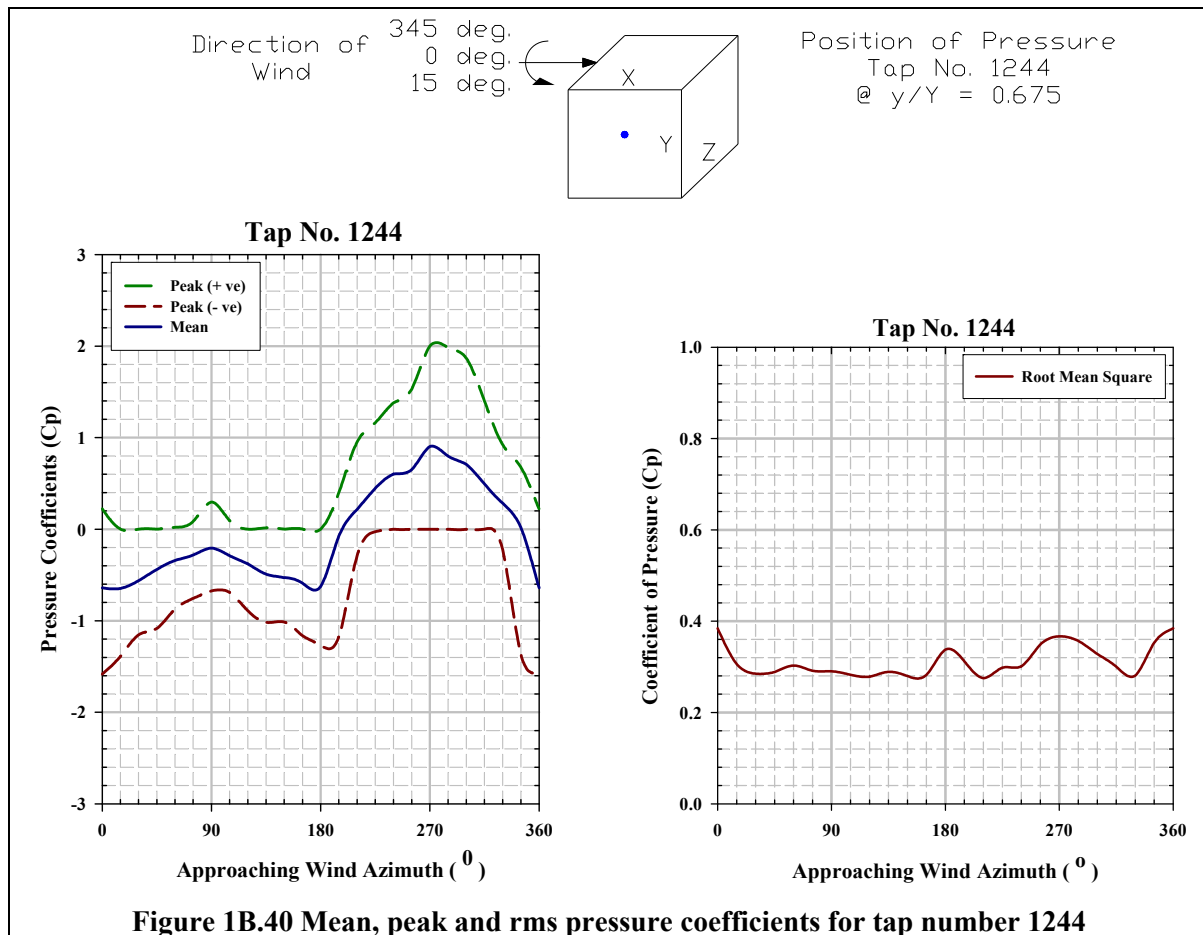 Direction of
Wind
345 deg.
0 deg.
15 deg.
X
Y
Z
Position of Pressure
Tap No. 1244
@ y/Y = 0.675
Tap No. 1244
Peak (+ ve)
Peak (- ve)
Mean
Pressure Coefficients (Cp)
3
2
1
0
-1
-2
-3
0
90
180
270
360
Approaching Wind Azimuth ( 0 )
Tap No. 1244
Root Mean Square
Coefficient of Pressure (Cp)
1.0
0.8
0.6
0.4
0.2
0.0
0
90
180
270
360
Approaching Wind Azimuth ( o )
Figure 1B.40 Mean, peak and rms pressure coefficients for tap number 1244